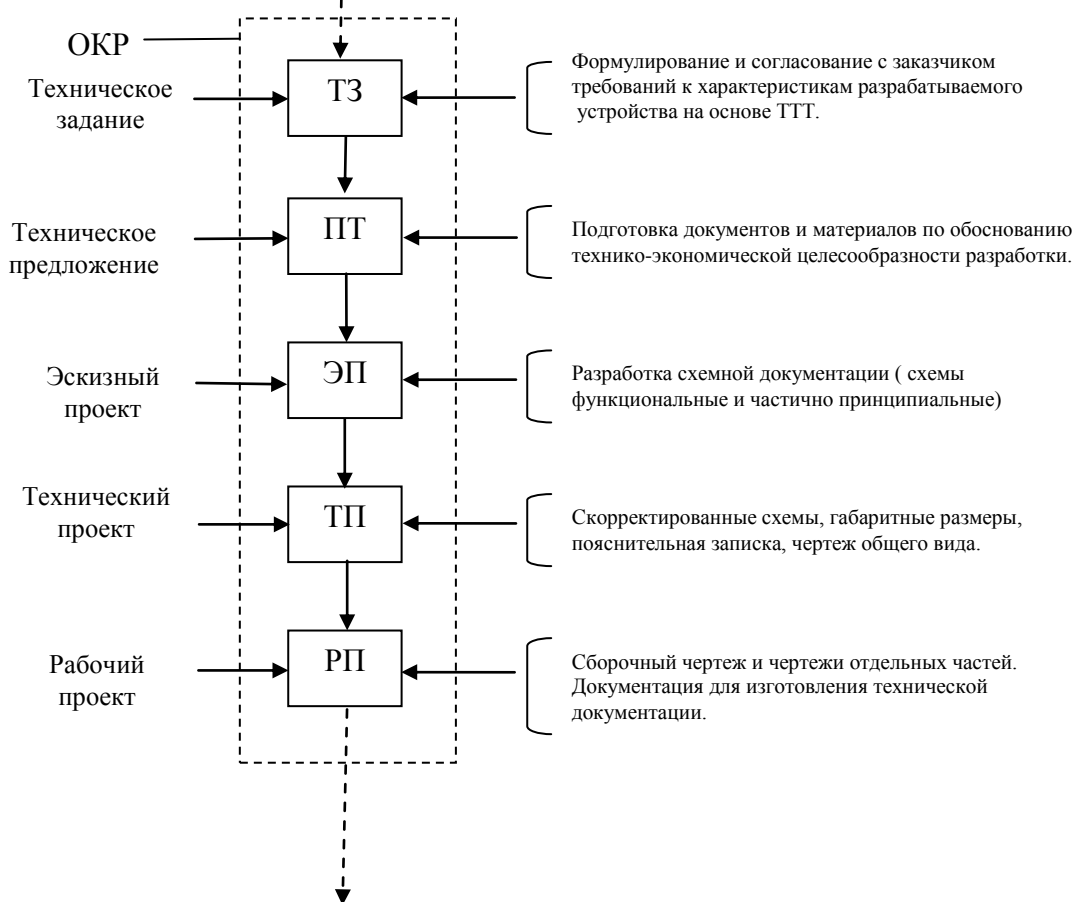 ОКР
Техническое
задание
ТЗ
Формулирование и согласование с заказчиком
требований к характеристикам разрабатываемого
устройства на основе ТТТ.
Техническое
предложение
ПТ
Подготовка документов и материалов по обоснованию
технико-экономической целесообразности разработки.
Эскизный
проект
ЭП
Разработка схемной документации ( схемы
функциональные и частично принципиальные)
Технический
проект
ТП
Скорректированные схемы, габаритные размеры,
пояснительная записка, чертеж общего вида.
Рабочий
проект
РП
Сборочный чертеж и чертежи отдельных частей.
Документация для изготовления технической
документации.